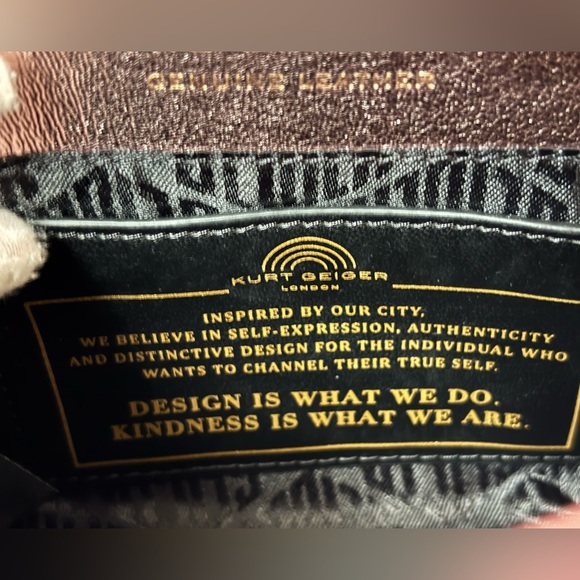 GENUINE LEATHER
KURT GEIGER
LONDON
INSPIRED BY OUR CITY,
WE BELIEVE IN SELF-EXPRESSION, AUTHENTICITY
AND DISTINCTIVE DESIGN FOR THE INDIVIDUAL WHO
WANTS TO CHANNEL THEIR TRUE SELF.
DESIGN IS WHAT WE DO.
KINDNESS IS WHAT WE ARE.